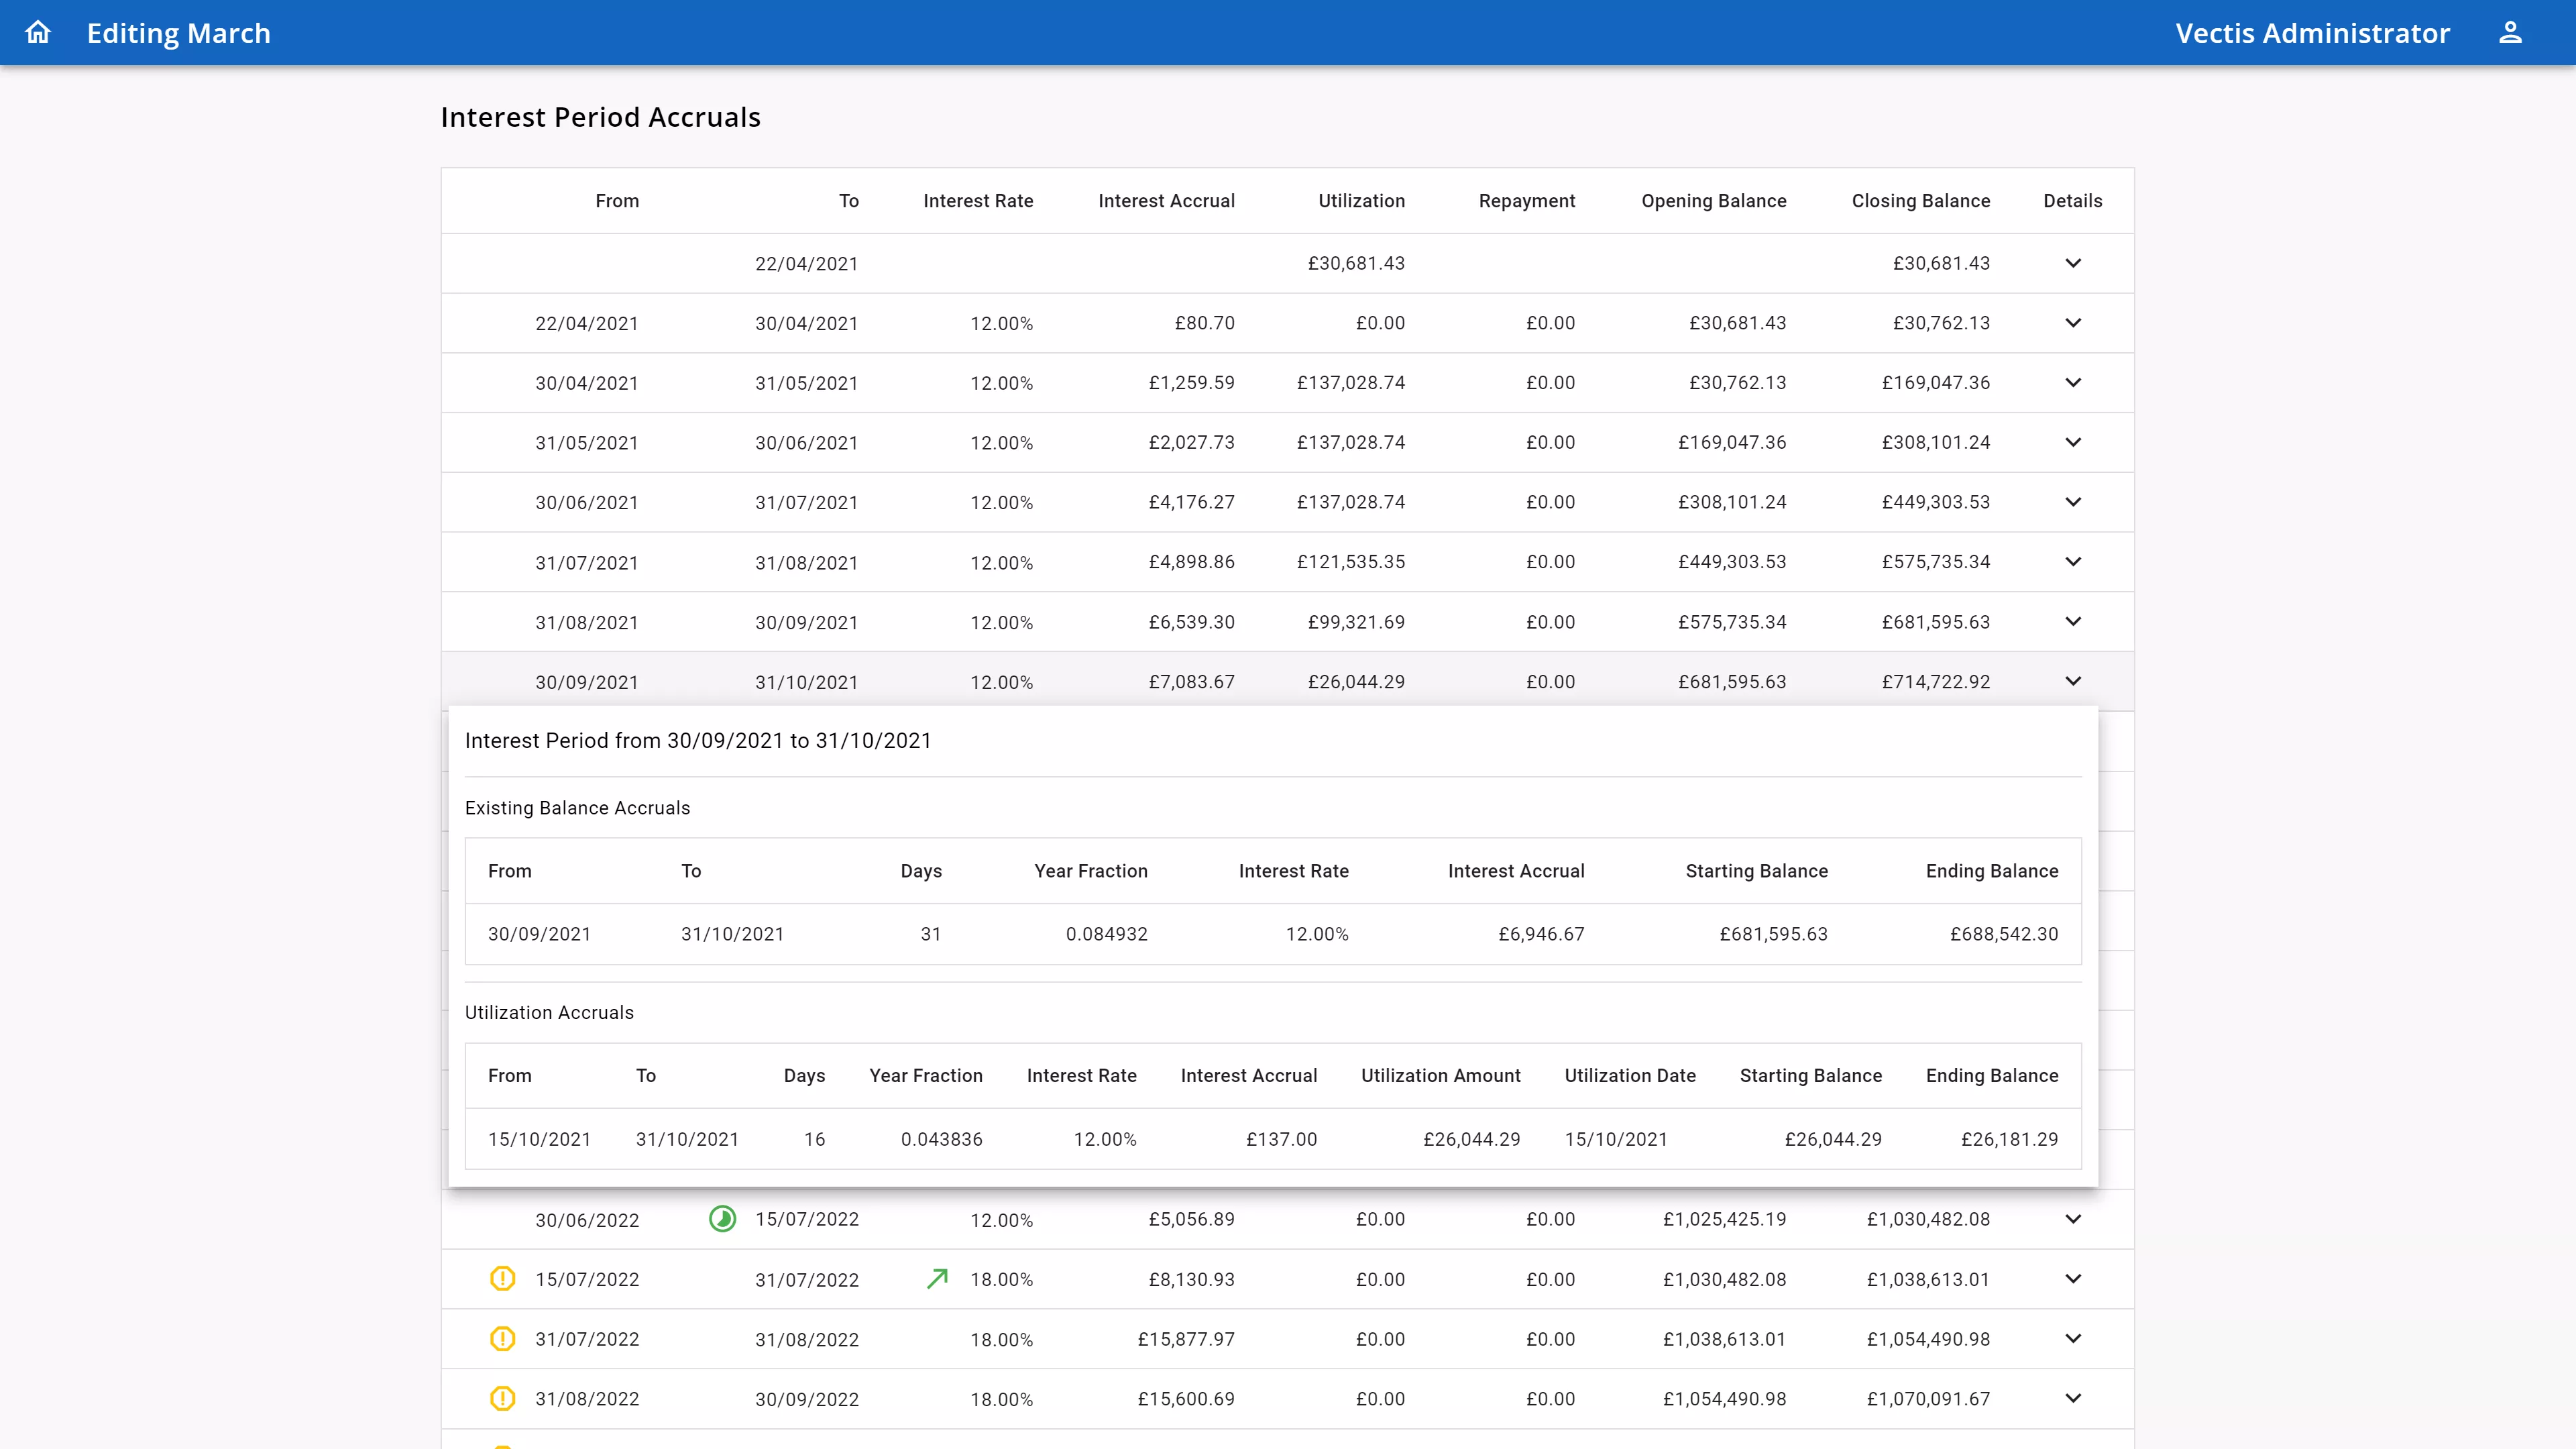 Editing March
Vectis Administrator
Interest Period Accruals
From To Interest Rate Interest Accrual Utilization Repayment Opening Balance Closing Balance Details
22/04/2021 £30,681.43 £30,681.43
22/04/2021 30/04/2021 12.00% £80.70 £0.00 £0.00 £30,681.43 £30,762.13
30/04/2021 31/05/2021 12.00% £1,259.59 £137,028.74 £0.00 £30,762.13 £169,047.36
31/05/2021 30/06/2021 12.00% £2,027.73 £137,028.74 £0.00 £169,047.36 £308,101.24
30/06/2021 31/07/2021 12.00% £4,176.27 £137,028.74 £0.00 £308,101.24 £449,303.53
31/07/2021 31/08/2021 12.00% £4,898.86 £121,535.35 £0.00 £449,303.53 £575,735.34
31/08/2021 30/09/2021 12.00% £6,539.30 £99,321.69 £0.00 £575,735.34 £681,595.63
30/09/2021 31/10/2021 12.00% £7,083.67 £26,044.29 £0.00 £681,595.63 £714,722.92
Interest Period from 30/09/2021 to 31/10/2021
Existing Balance Accruals
From To Days Year Fraction Interest Rate Interest Accrual Starting Balance Ending Balance
30/09/2021 31/10/2021 31 0.084932 12.00% £6,946.67 £681,595.63 £688,542.30
Utilization Accruals
From To Days Year Fraction Interest Rate Interest Accrual Utilization Amount Utilization Date Starting Balance Ending Balance
15/10/2021 31/10/2021 16 0.043836 12.00% £137.00 £26,044.29 15/10/2021 £26,044.29 £26,181.29
30/06/2022 15/07/2022 12.00% £5,056.89 £0.00 £0.00 £1,025,425.19 £1,030,482.08
15/07/2022 31/07/2022 18.00% £8,130.93 £0.00 £0.00 £1,030,482.08 £1,038,613.01
31/07/2022 31/08/2022 18.00% £15,877.97 £0.00 £0.00 £1,038,613.01 £1,054,490.98
31/08/2022 30/09/2022 18.00% £15,600.69 £0.00 £0.00 £1,054,490.98 £1,070,091.67